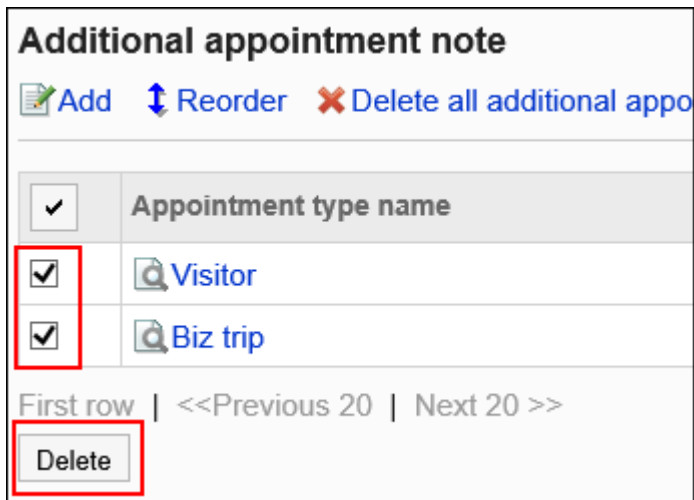 Additional appointment note
Add Reorder Delete all additional appo
Appointment type name
Visitor
Biz trip
First row | <<Previous 20 | Next 20 >>
Delete